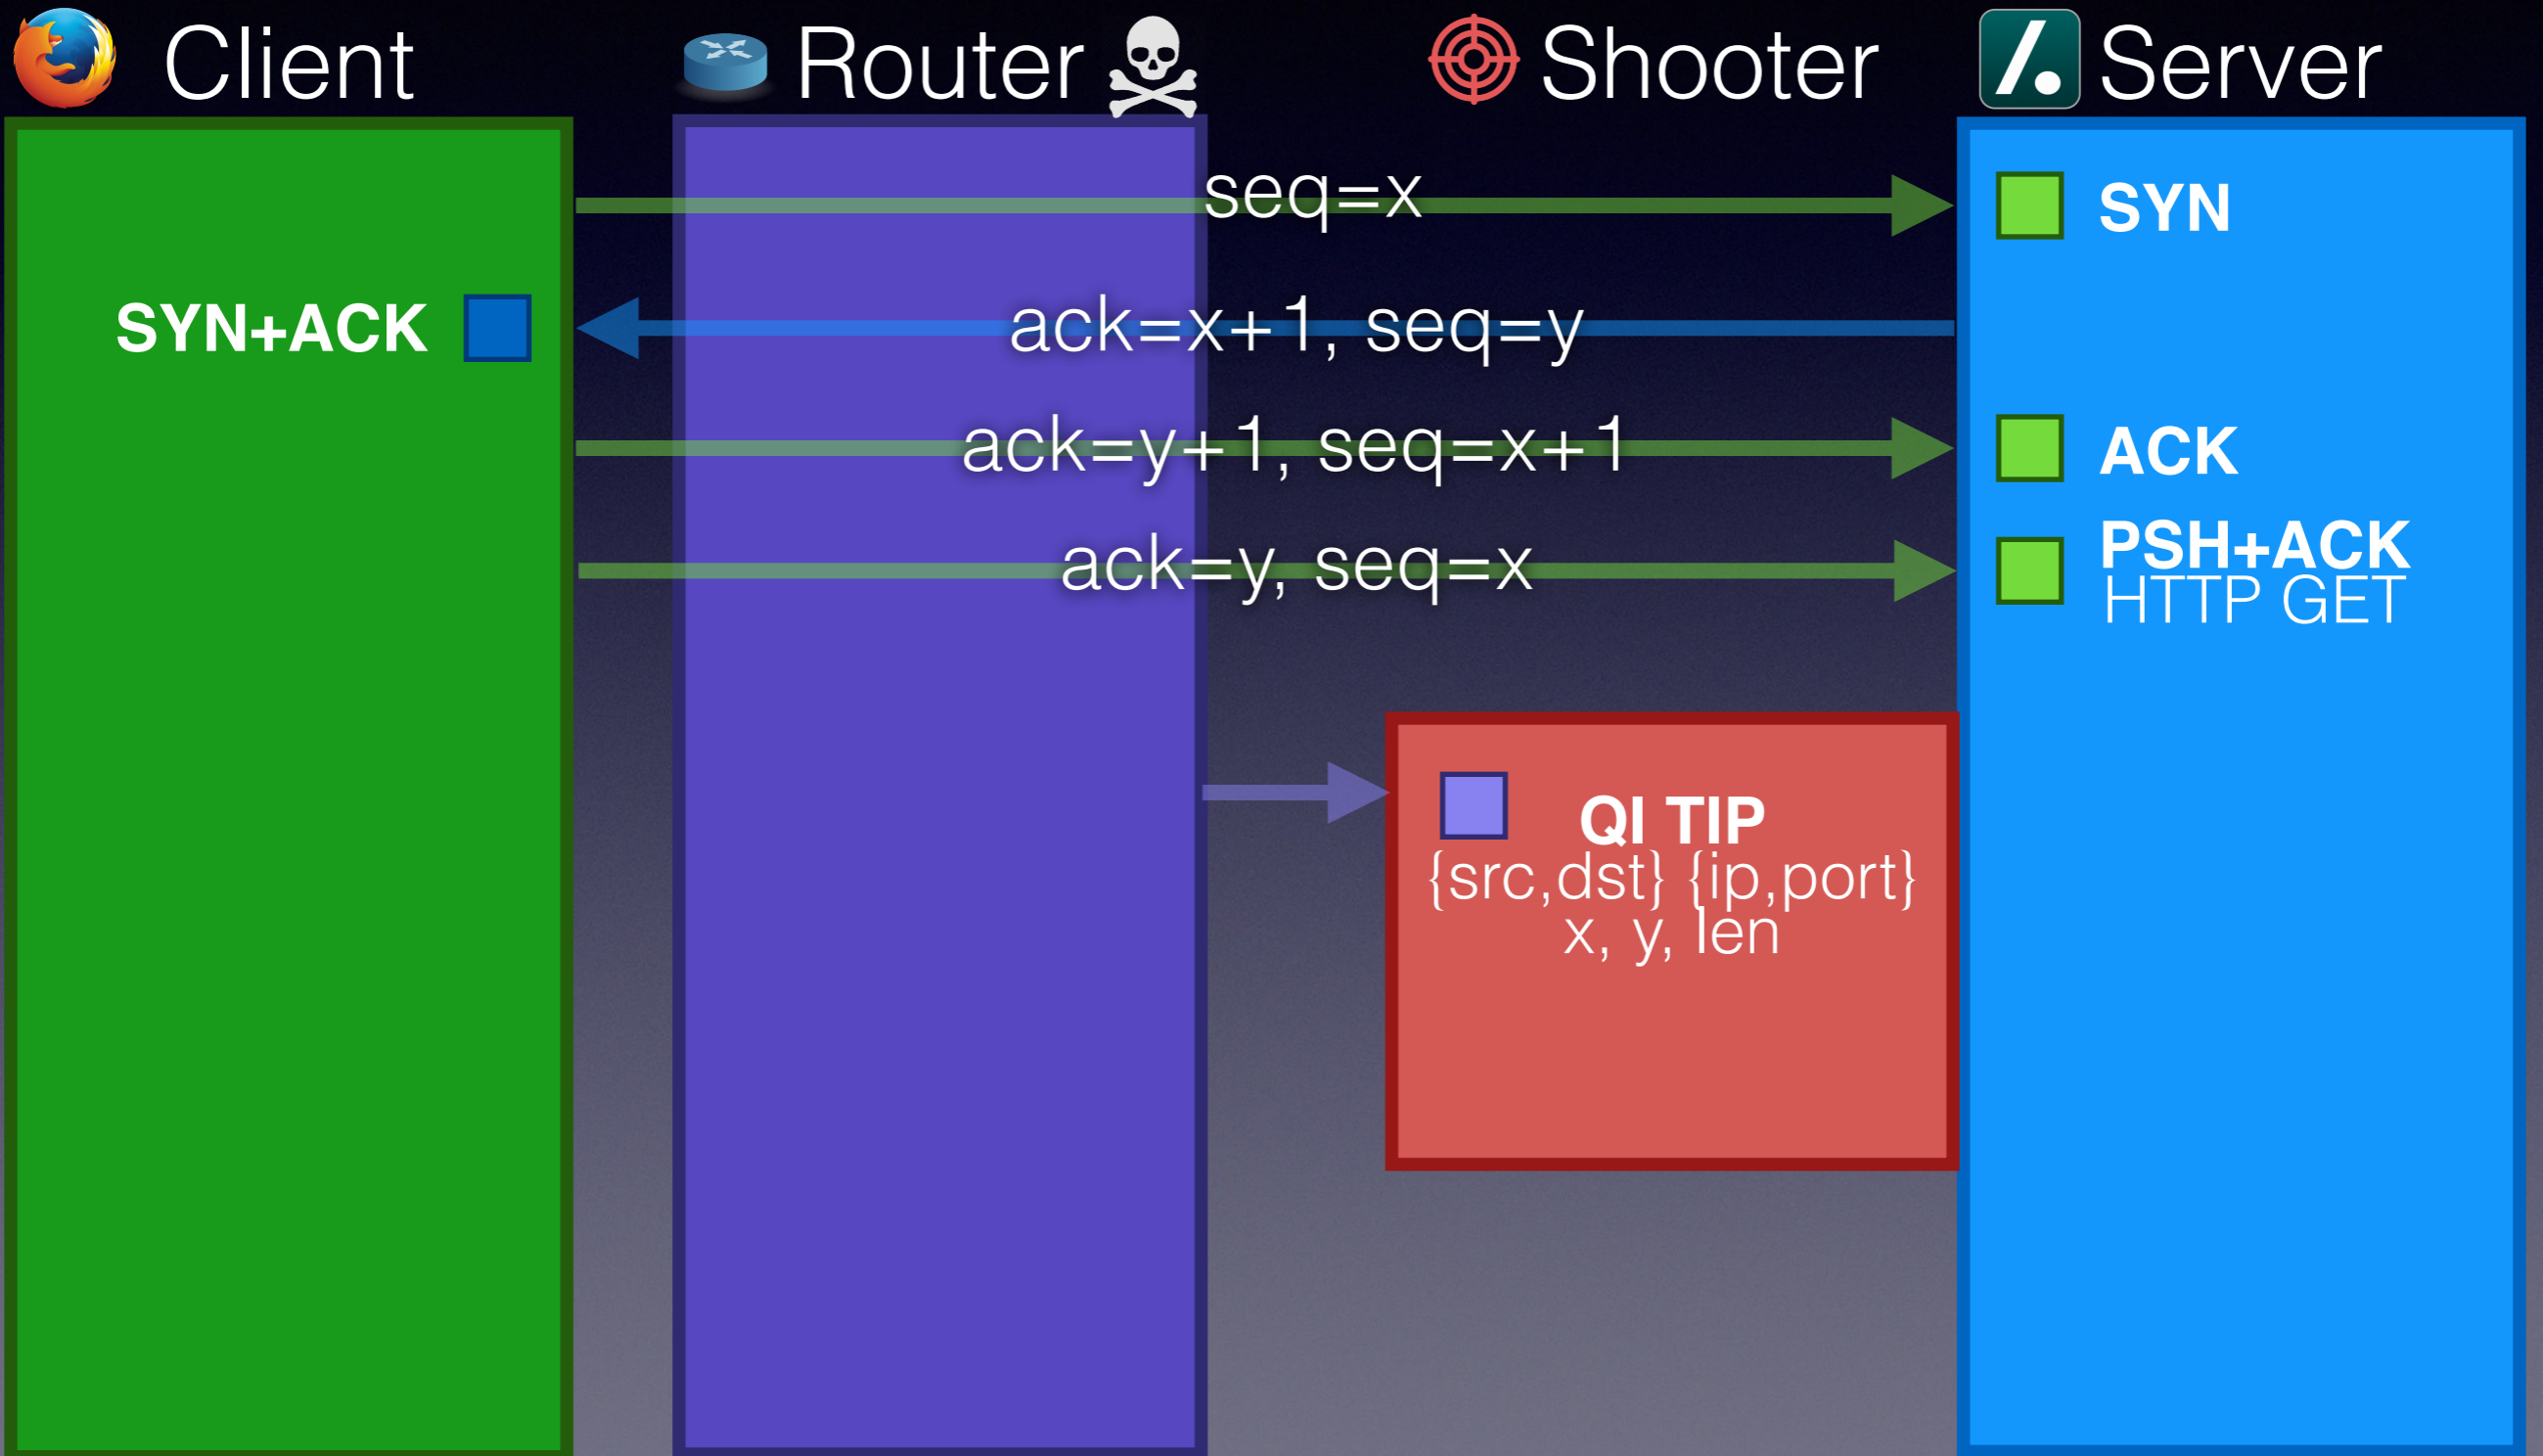 Client
Router
Shooter
Server
seq=x
SYN
SYN+ACK
ack=x+1, seq=y
ack=y+1, seq=x+1
ACK
ack=y, seq=x
PSH+ACK
HTTP GET
QI TIP
{src,dst} {ip,port}
x, y, len